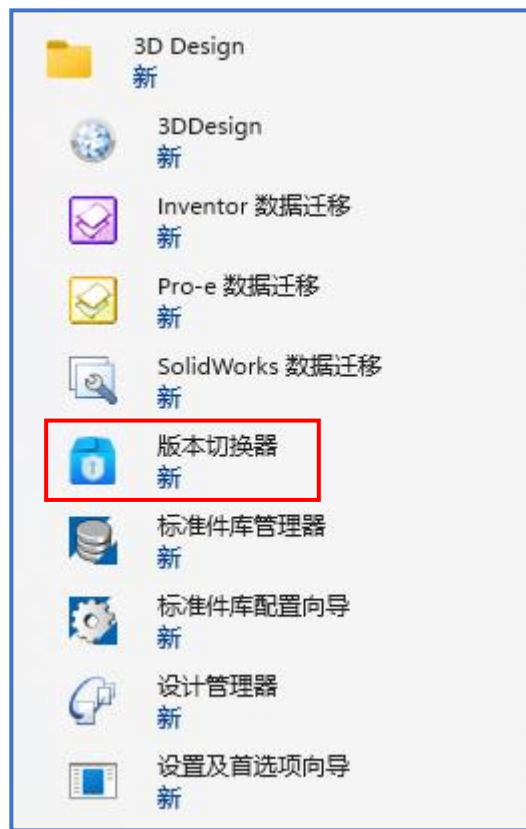 3D Design
新
3DDesign
新
Inventor 数据迁移
新
Pro-e 数据迁移
新
SolidWorks 数据迁移
新
版本切换器
新
标准件库管理器
新
标准件库配置向导
新
设计管理器
新
设置及首选项向导
新